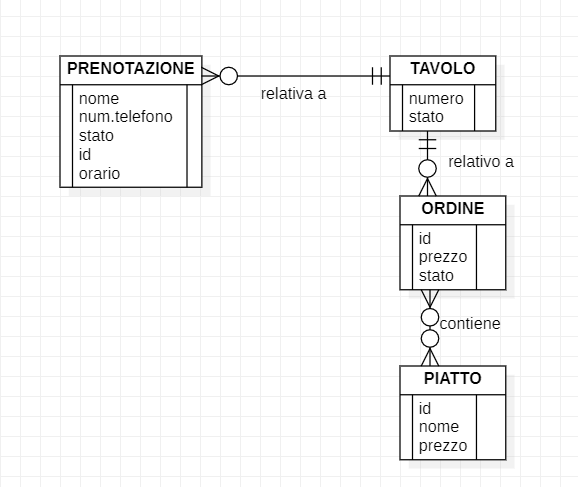 PRENOTAZIONE
nome
num.telefono
stato
id
orario
relativa a
TAVOLO
numero
stato
relativo a
ORDINE
id
prezzo
stato
contiene
PIATTO
id
nome
prezzo